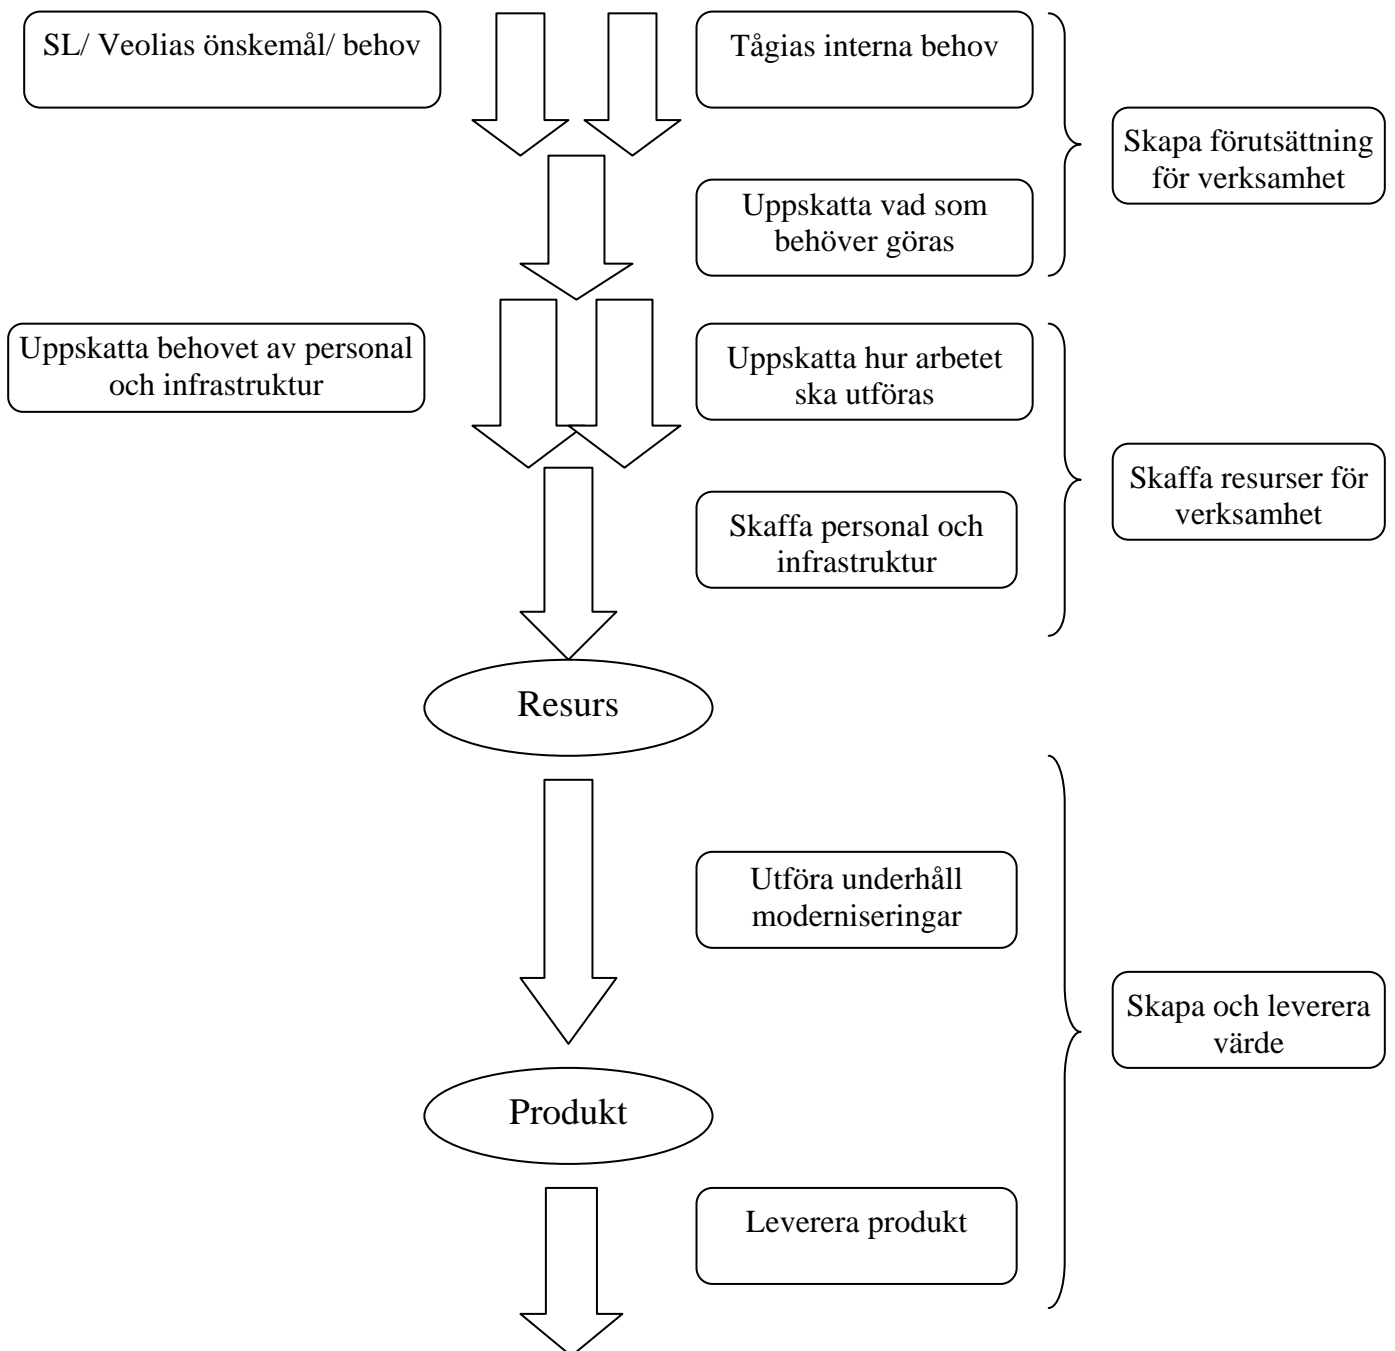 SL/ Veolias önskemål/ behov
Tågias interna behov
Skapa förutsättning
för verksamhet
Uppskatta vad som
behöver göras
Uppskatta behovet av personal
och infrastruktur
Uppskatta hur arbetet
ska utföras
Skaffa resurser för
verksamhet
Skaffa personal och
infrastruktur
Resurs
Utföra underhåll
moderniseringar
Skapa och leverera
värde
Produkt
Leverera produkt